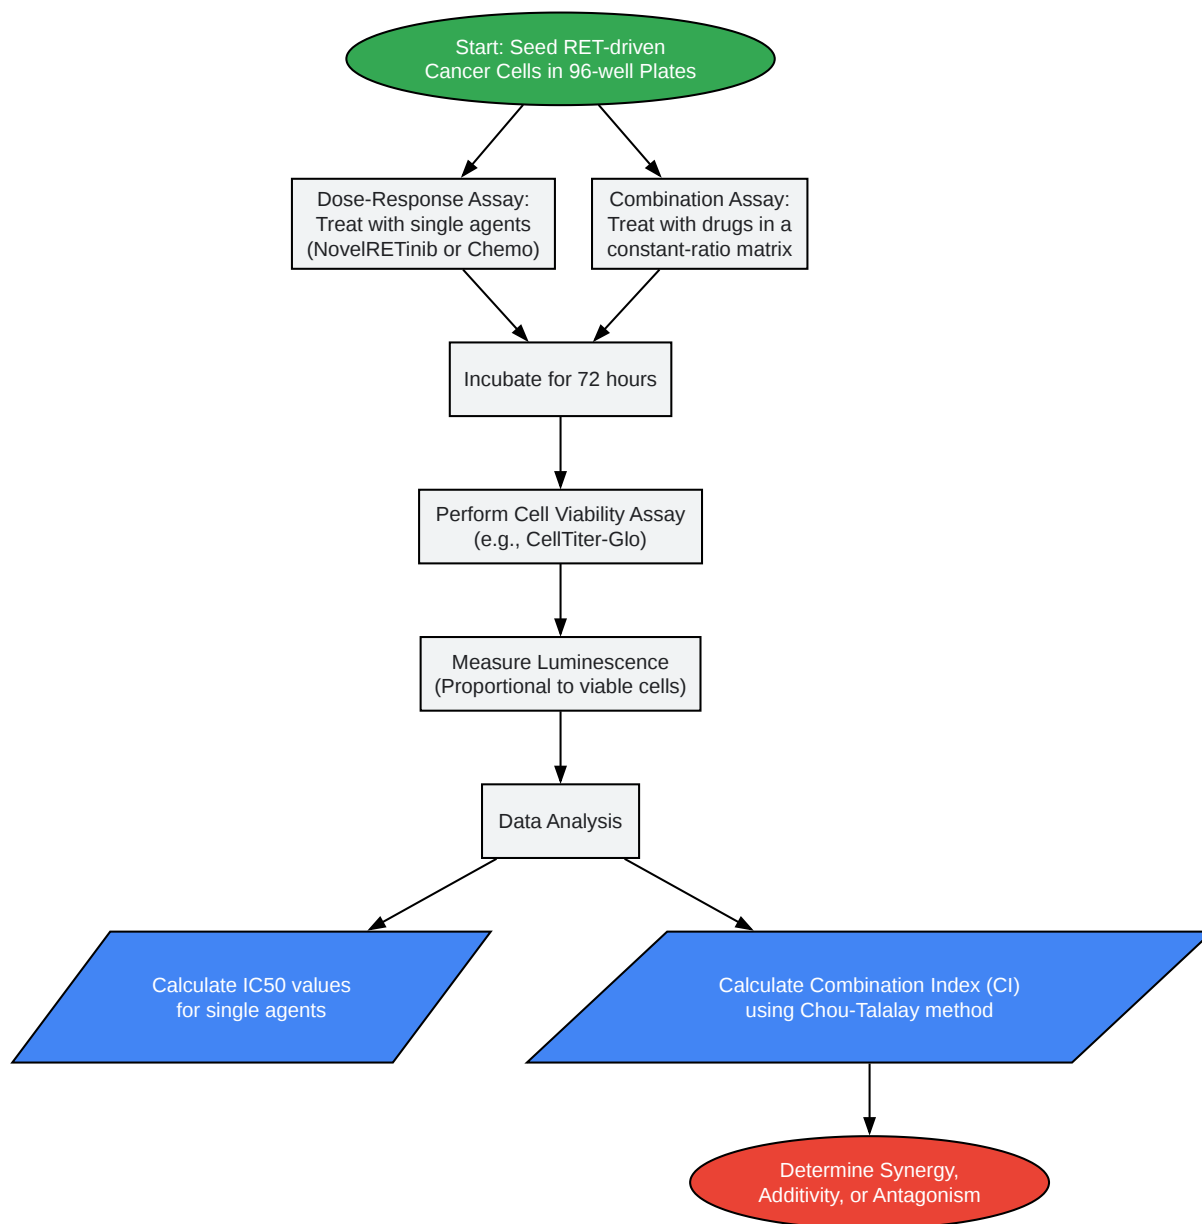 Start: Seed RET-driven
Cancer Cells in 96-well Plates
Dose-Response Assay:
Treat with single agents
(NovelRETinib or Chemo)
Combination Assay:
Treat with drugs in a
constant-ratio matrix
Incubate for 72 hours
Perform Cell Viability Assay
(e.g., CellTiter-Glo)
Measure Luminescence
(Proportional to viable cells)
Data Analysis
Calculate IC50 values
for single agents
Calculate Combination Index (CI)
using Chou-Talalay method
Determine Synergy,
Additivity, or Antagonism